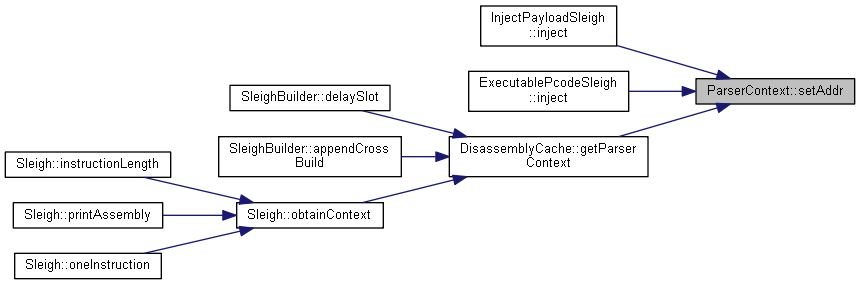 InjectPayloadSleigh
::inject
ExecutablePcodeSleigh
::inject
ParserContext::setAddr
SleighBuilder::delaySlot
SleighBuilder::appendCross
Build
DisassemblyCache::getParser
Context
Sleigh::instructionLength
Sleigh::printAssembly
Sleigh::obtainContext
Sleigh::oneInstruction